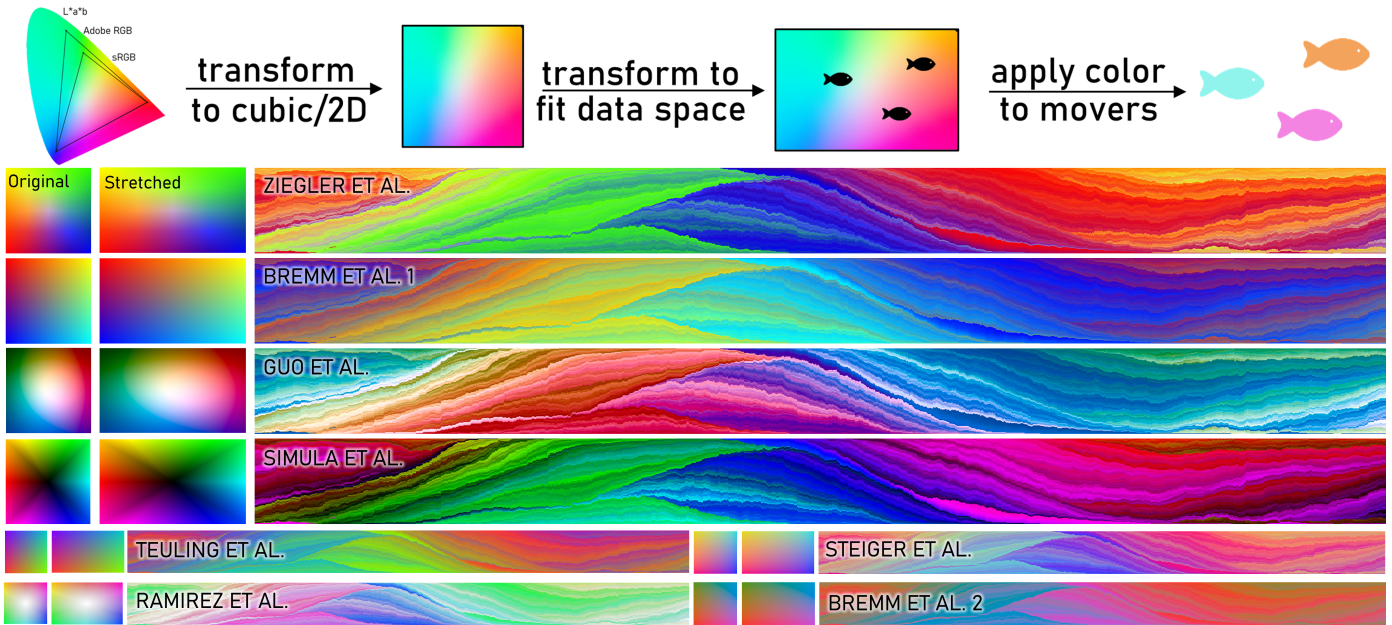 L*a*b
Adobe RGB
sRGB
transform
to cubic/2D
transform to
fit data space
apply color
to movers
Original
Stretched
ZIEGLER ET AL.
BREMM ET AL. 1
GUO ET AL.
SIMULA ET AL.
TEULING ET AL.
STEIGER ET AL.
RAMIREZ ET AL.
BREMM ET AL. 2